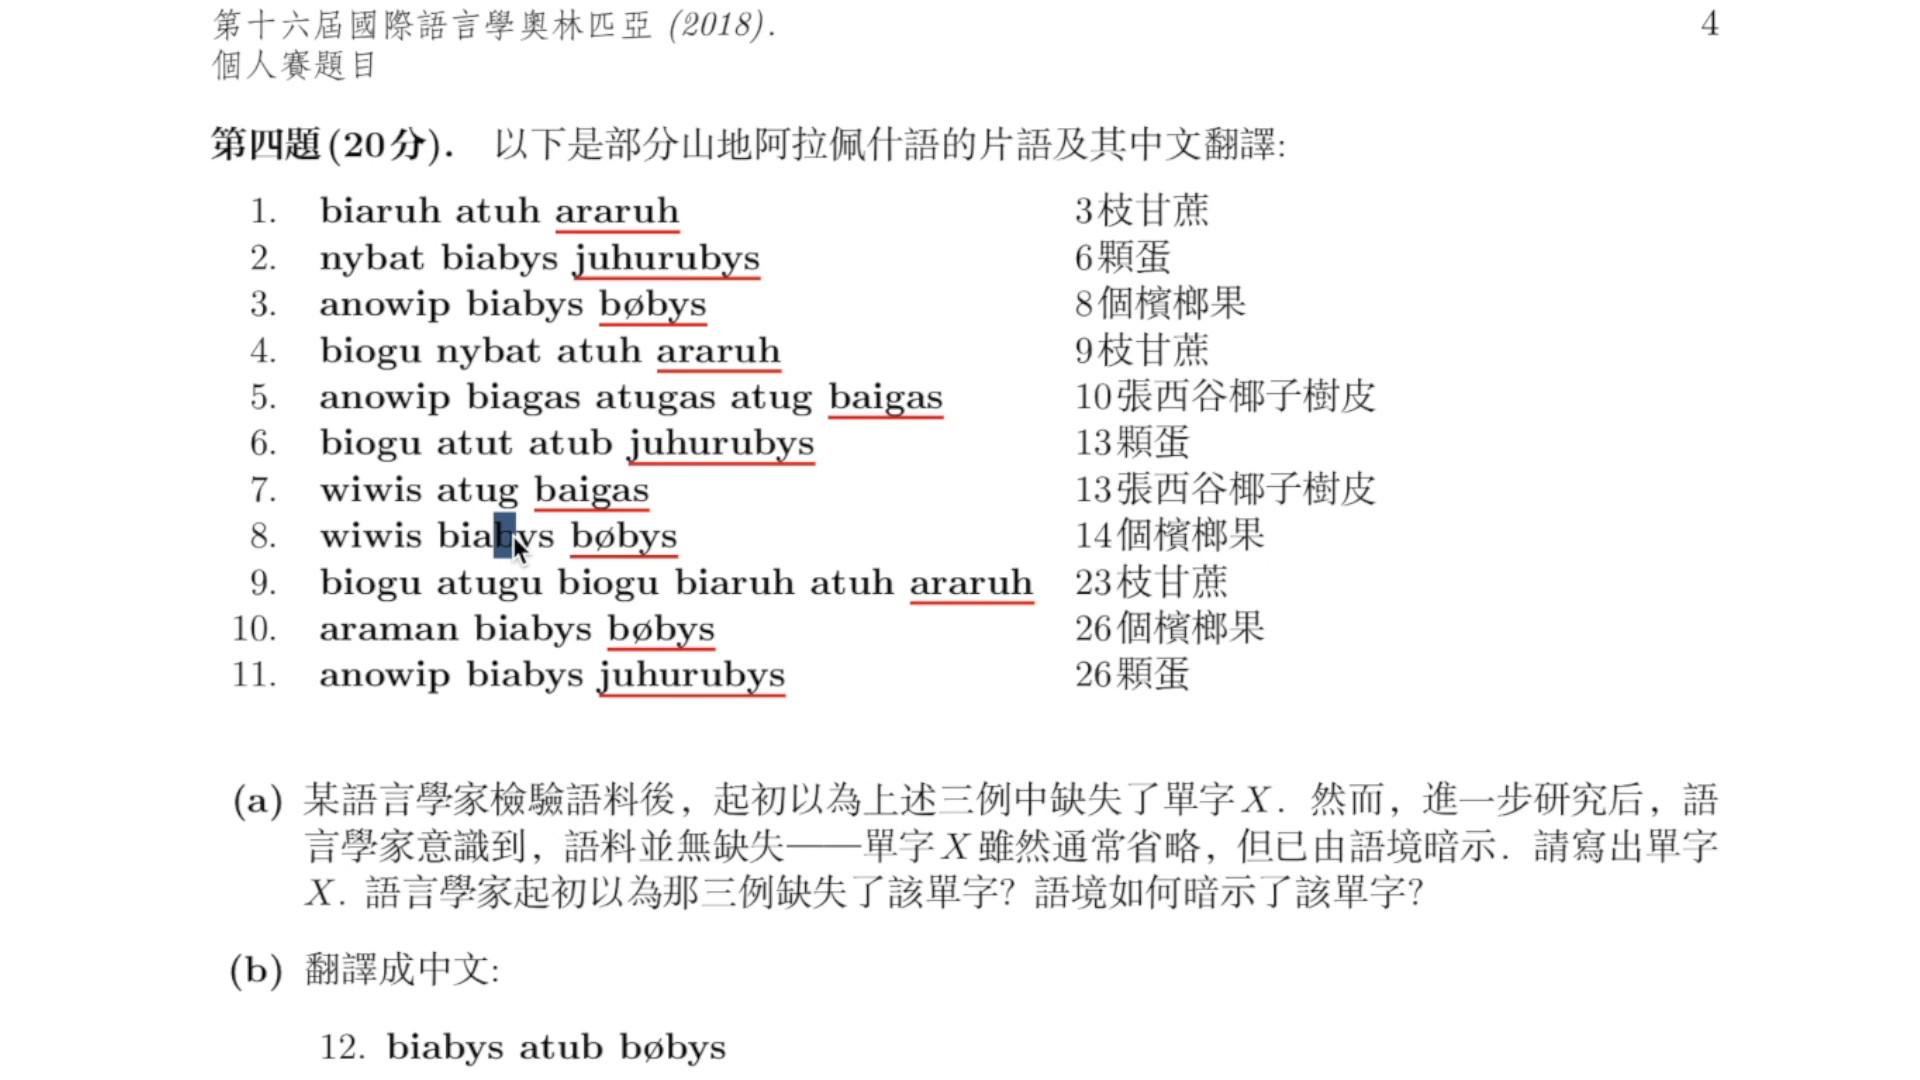 第十六屆國際語言學奧林匹亞 (2018).
4
個人賽題目
第四題(20分). 以下是部分山地阿拉佩什語的片語及其中文翻譯:
1. biaruh atuh araruh 3枝甘蔗
2. nybat biabys juhurubys 6顆蛋
3. anowip biabys bøbys 8個檳榔果
4. biogu nybat atuh araruh 9枝甘蔗
5. anowip biagas atugas atug baigas 10張西谷椰子樹皮
6. biogu atut atub juhurubys 13顆蛋
7. wiwis atug baigas 13張西谷椰子樹皮
8. wiwis biabys bøbys 14個檳榔果
9. biogu atugu biogu biaruh atuh araruh 23枝甘蔗
10. araman biabys bøbys 26個檳榔果
11. anowip biabys juhurubys 26顆蛋
(a) 某語言學家檢驗語料後, 起初以為上述三例中缺失了單字X. 然而, 進一步研究后, 語
言學家意識到, 語料並無缺失——單字X雖然通常省略, 但已由語境暗示. 請寫出單字
X. 語言學家起初以為那三例缺失了該單字? 語境如何暗示了該單字?
(b) 翻譯成中文:
12. biabys atub bøbys